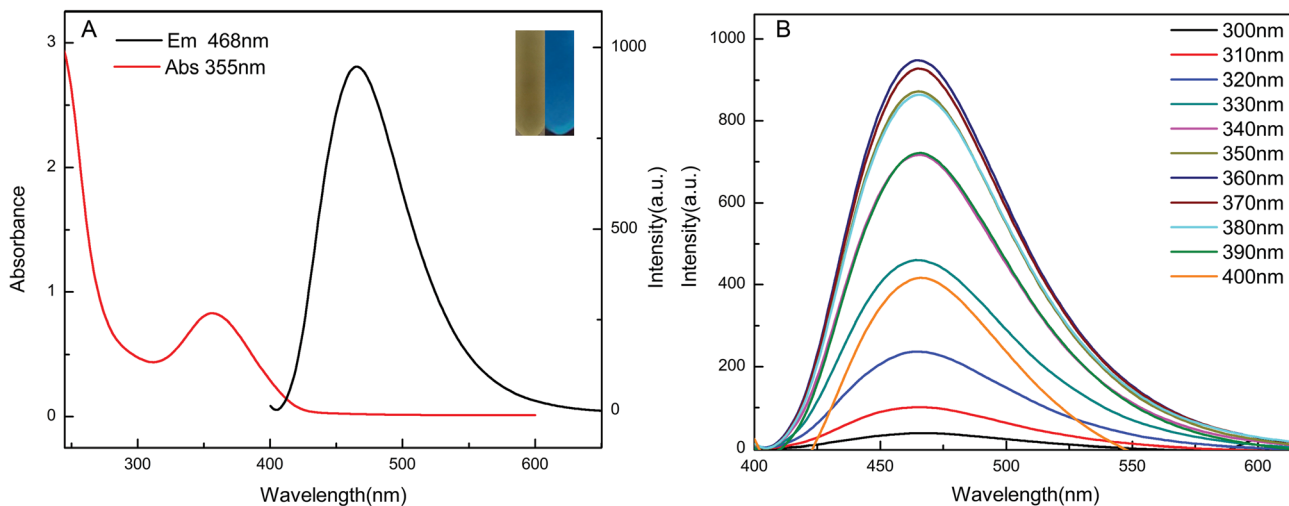 A
Em 468nm
Abs 355nm
3
2
1
0
Absorbance
300
400
500
600
Wavelength(nm)
1000
500
0
Intensity(a.u.)
B
1000
800
600
400
200
0
Intensity(a.u.)
400
450
500
550
600
Wavelength(nm)
300nm
310nm
320nm
330nm
340nm
350nm
360nm
370nm
380nm
390nm
400nm